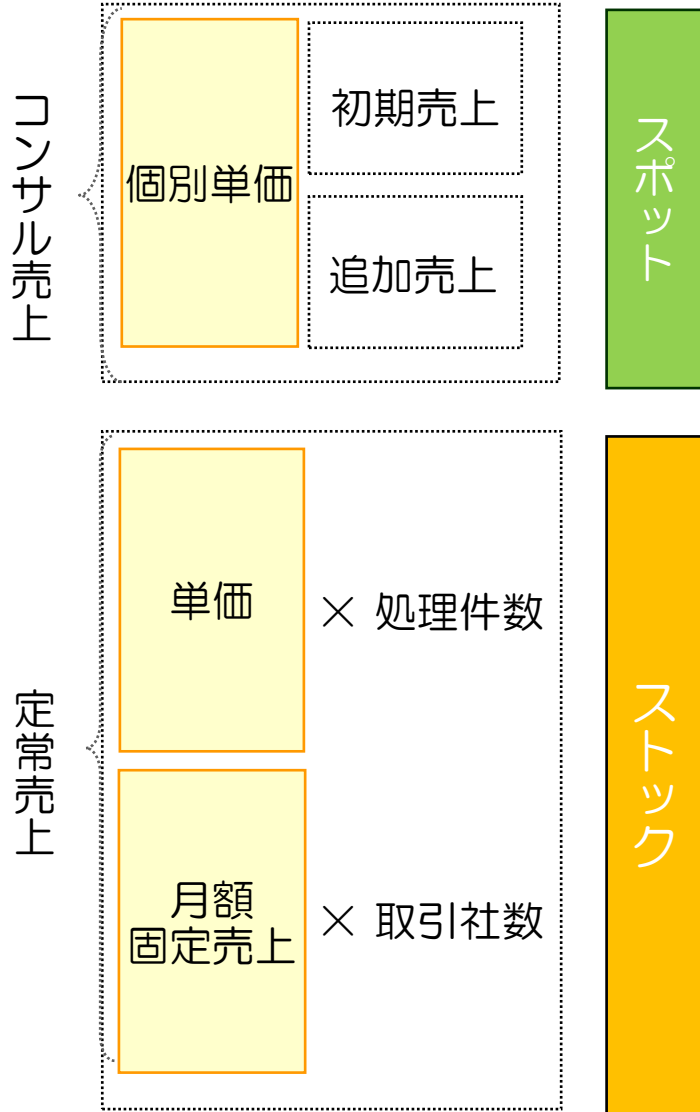 コンサル売上
個別単価
初期売上
追加売上
スポット
定常売上
単価
× 処理件数
月額
固定売上
× 取引社数
ストック